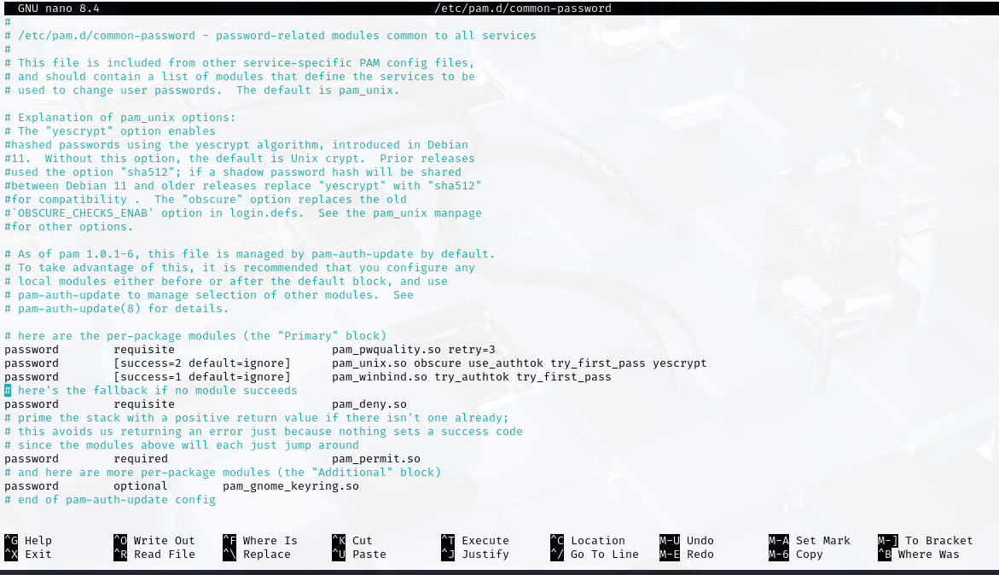 GNU nano 8.4 /etc/pam.d/common-password
#
# /etc/pam.d/common-password - password-related modules common to all services
#
# This file is included from other service-specific PAM config files,
# and should contain a list of modules that define the services to be
# used to change user passwords.  The default is pam_unix.
# Explanation of pam_unix options:
# The "yescrypt" option enables
#hashed passwords using the yescrypt algorithm, introduced in Debian
#11.  Without this option, the default is Unix crypt.  Prior releases
#used the option "sha512"; if a shadow password hash will be shared
#between Debian 11 and older releases replace "yescrypt" with "sha512"
#for compatibility .  The "obscure" option replaces the old
#`OBSCURE_CHECKS_ENAB' option in login.defs.  See the pam_unix manpage
#for other options.
# As of pam 1.0.1-6, this file is managed by pam-auth-update by default.
# To take advantage of this, it is recommended that you configure any
# local modules either before or after the default block, and use
# pam-auth-update to manage selection of other modules.  See
# pam-auth-update(8) for details.
# here are the per-package modules (the "Primary" block)
password        requisite                       pam_pwquality.so retry=3
password        [success=2 default=ignore]      pam_unix.so obscure use_authtok try_first_pass yescrypt
password        [success=1 default=ignore]      pam_winbind.so try_authtok try_first_pass
# here's the fallback if no module succeeds
password        requisite                       pam_deny.so
# prime the stack with a positive return value if there isn't one already;
# this avoids us returning an error just because nothing sets a success code
# since the modules above will each just jump around
password        required                        pam_permit.so
# and here are more per-package modules (the "Additional" block)
password        optional        pam_gnome_keyring.so
# end of pam-auth-update config
^G Help ^O Write Out ^F Where Is ^K Cut ^T Execute ^C Location M-U Undo M-A Set Mark M-] To Bracket
^X Exit ^R Read File ^\ Replace ^U Paste ^J Justify ^/ Go To Line M-E Redo M-6 Copy ^B Where Was